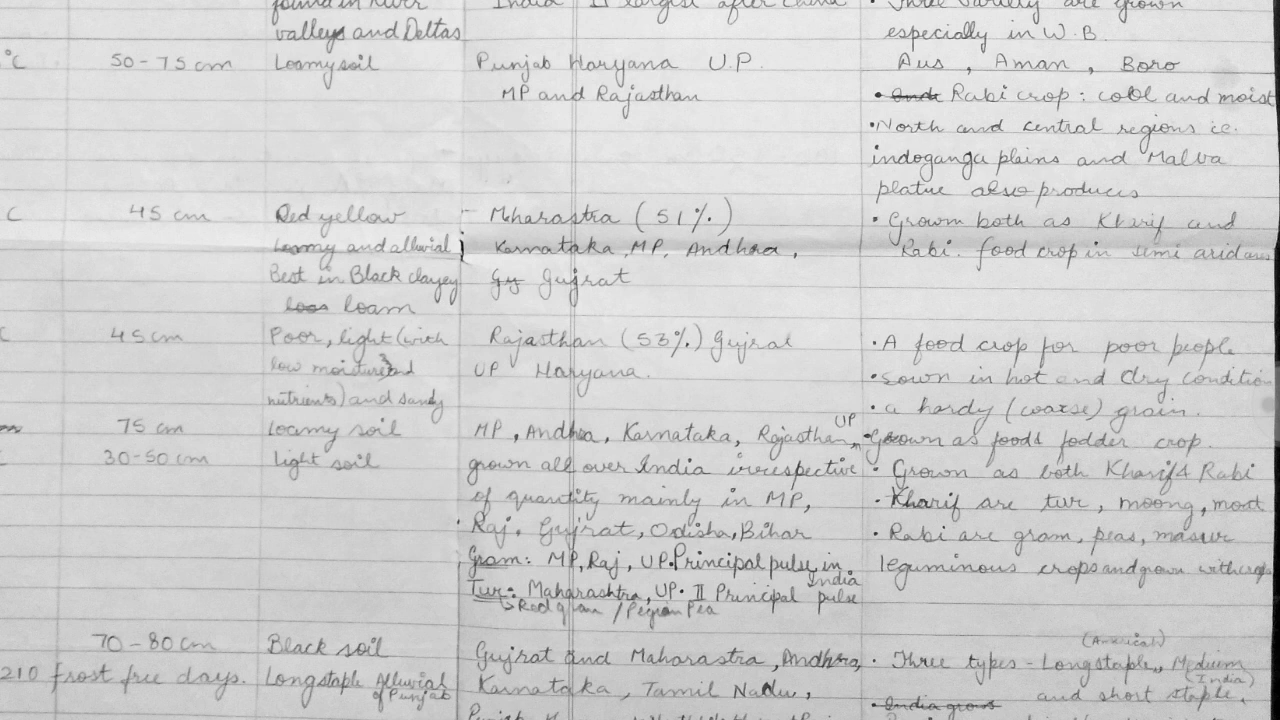 found in River
valleys and Deltas
India II largest after China
Three variety are grown
especially in W.B.
°C 50-75 cm Loamy soil Punjab Haryana U.P. Aus, Aman, Boro
MP and Rajasthan • Rabi crop: cool and moist
• North and central regions ie.
indoganga plains and Malva
platue also produces
C 45 cm Red yellow Mharastra (51%) • Grown both as Kharif and
loamy and alluvial Karnataka, MP, Andhra, Rabi. food crop in semi arid areas
Best in Black clayey Gujrat
loam
C 45 cm Poor, light (with Rajasthan (53%) Gujrat • A food crop for poor people
low moisture and UP Haryana. • sown in hot and dry condition
nutrients) and sandy • a hardy (coarse) grain.
75 cm Loamy soil MP, Andhra, Karnataka, Rajasthan, UP • Grown as food & fodder crop.
30-50 cm Light soil grown all over India irrespective • Grown as both Kharif & Rabi
of quantity mainly in MP, • Kharif are tur, moong, most
Raj. Gujrat, Odisha, Bihar • Rabi are gram, peas, masur
Gram: MP, Raj, UP. Principal pulse in India leguminous crops and grown with
Tur: Maharashtra, UP. II Principal pulse
→ Red gram / Pegion Pea
70-80 cm Black soil Gujrat and Maharastra, Andhra, • Three types - Longstaple (American), Medium (India)
210 frost free days. Longstaple Alluvial of Punjab Karnataka, Tamil Nadu, and short staple.